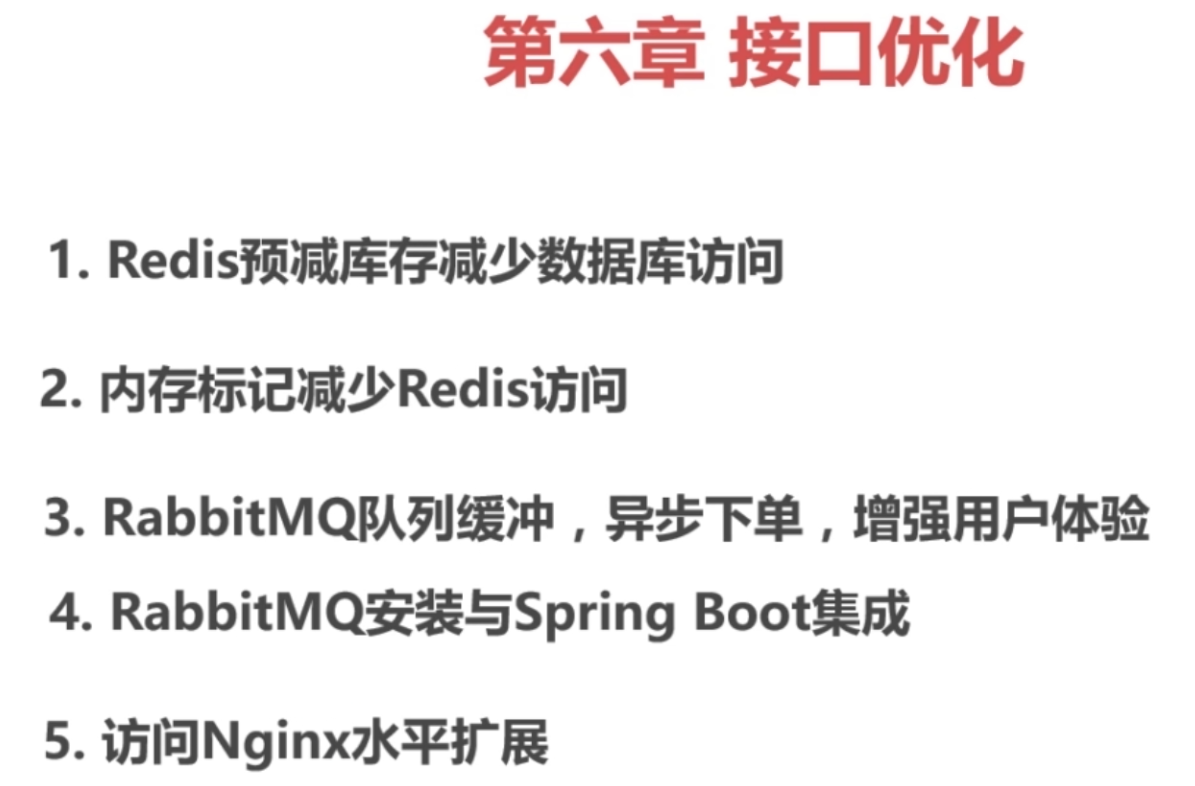 第六章 接口优化
1. Redis预减库存减少数据库访问
2. 内存标记减少Redis访问
3. RabbitMQ队列缓冲，异步下单，增强用户体验
4. RabbitMQ安装与Spring Boot集成
5. 访问Nginx水平扩展